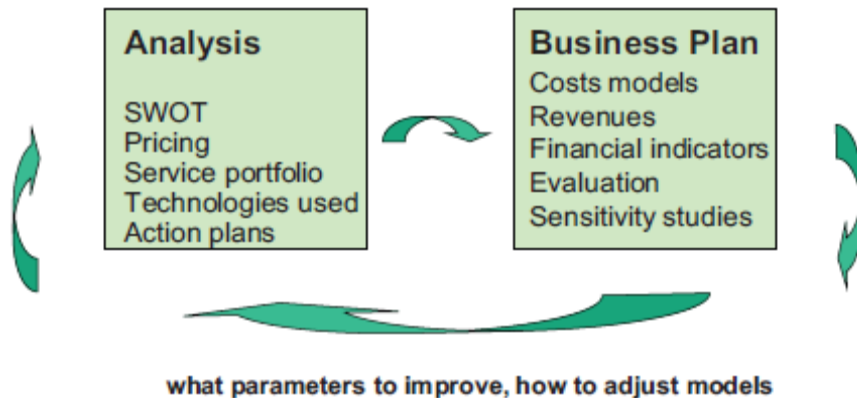 Analysis
SWOT
Pricing
Service portfolio
Technologies used
Action plans
Business Plan
Costs models
Revenues
Financial indicators
Evaluation
Sensitivity studies
what parameters to improve, how to adjust models